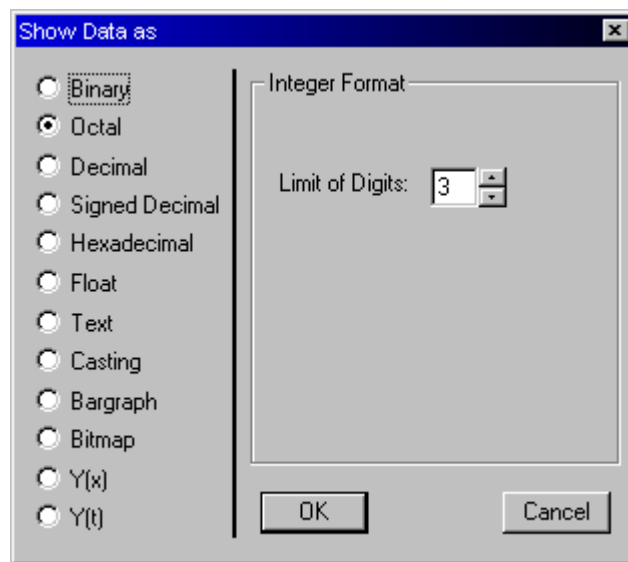 Show Data as
Binary
Octal
Decimal
Signed Decimal
Hexadecimal
Float
Text
Casting
Bargraph
Bitmap
Y(x)
Y(t)
Integer Format
Limit of Digits: 3
OK Cancel